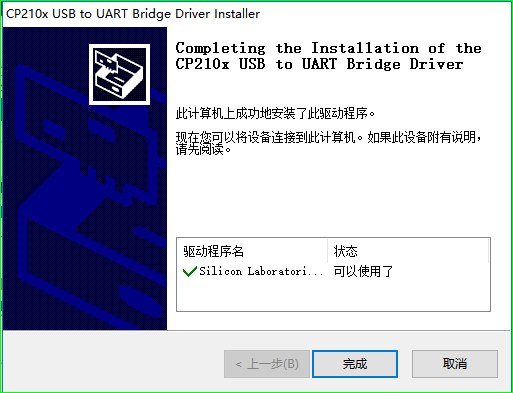 CP210x USB to UART Bridge Driver Installer
Completing the Installation of the
CP210x USB to UART Bridge Driver
此计算机上成功地安装了此驱动程序。
现在您可以将设备连接到此计算机。如果此设备附有说明，
请先阅读。
驱动程序名 状态
Silicon Laboratori... 可以使用了
< 上一步(B) 完成 取消